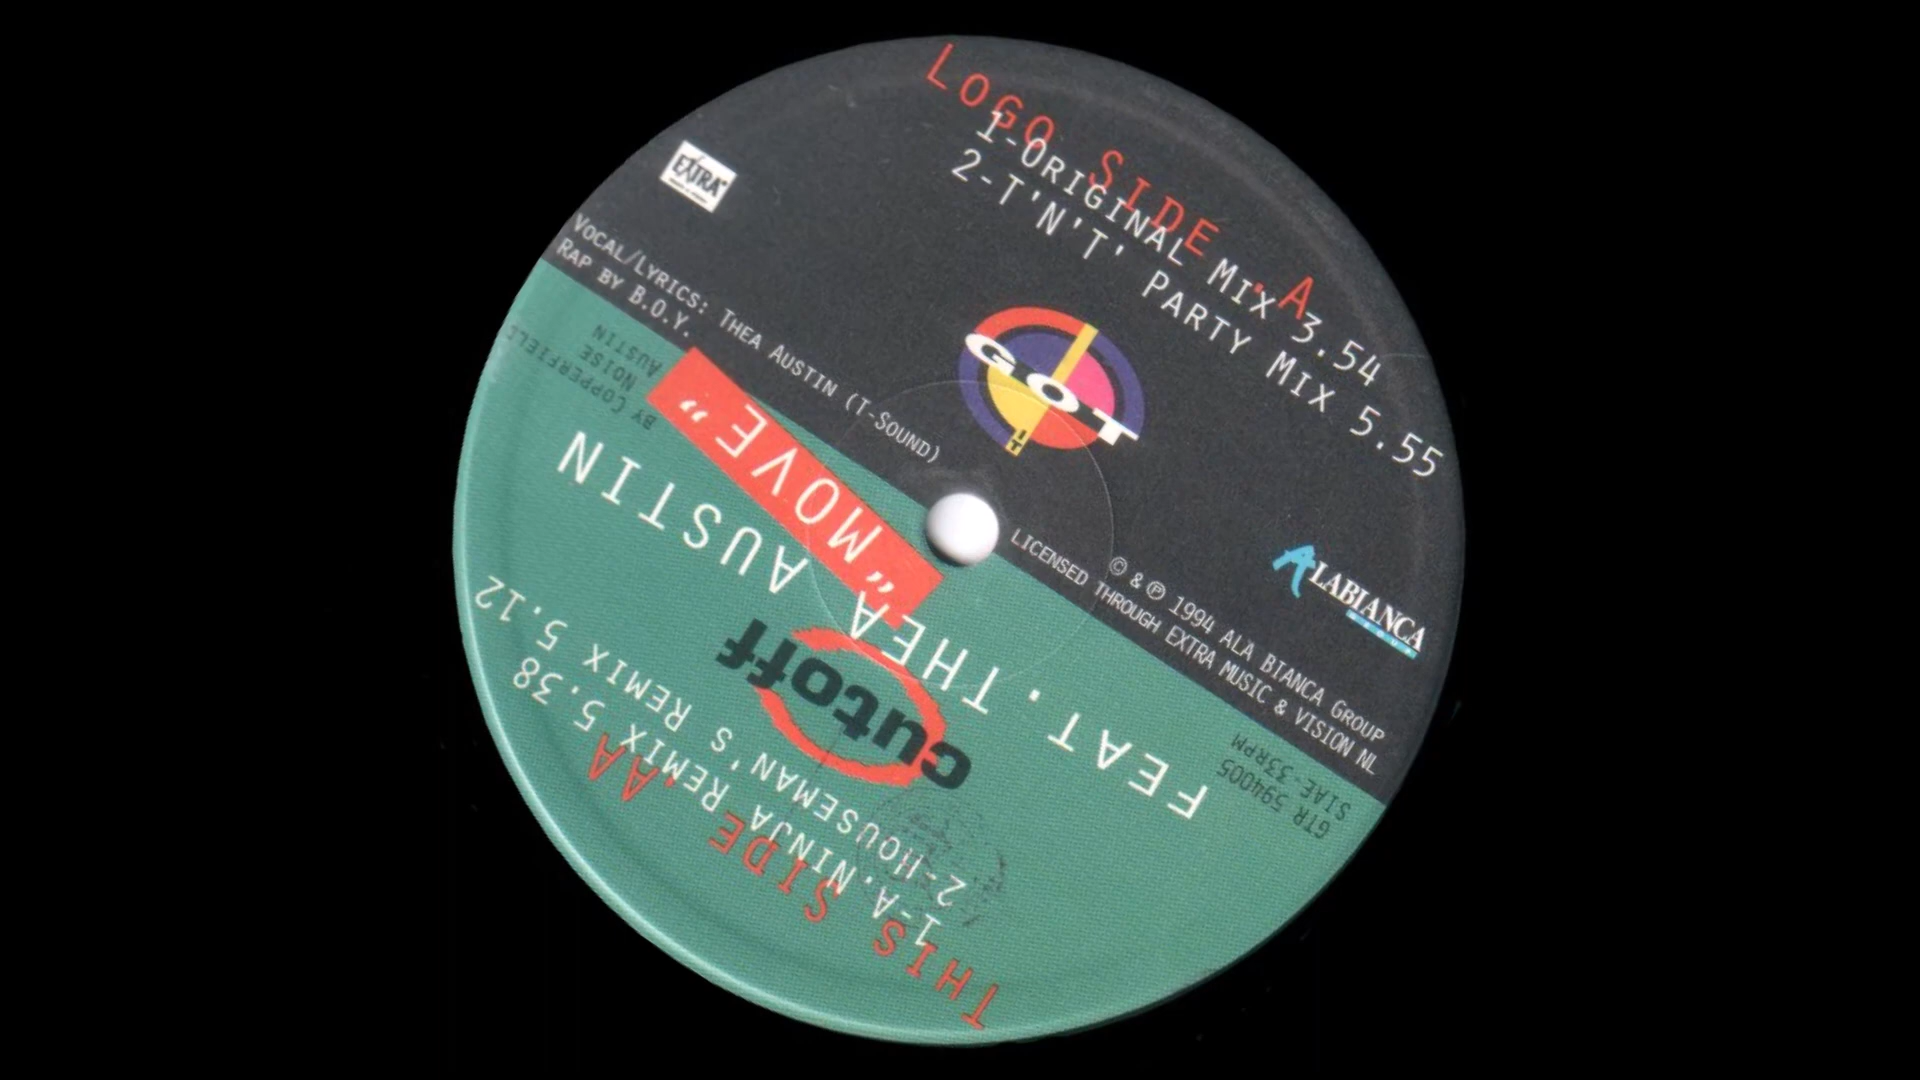 LOGO SIDE .A
1-ORIGINAL MIX 3.54
2-T'N'T' PARTY MIX 5.55
EXTRA
VOCAL/LYRICS: THEA AUSTIN (T-SOUND)
RAP BY B.O.Y.
GOT
IT
ALABIANCA
GROUP
© & ℗ 1994 ALA BIANCA GROUP
LICENSED THROUGH EXTRA MUSIC & VISION NL
THIS SIDE .AA
1-A.NINJA REMIX 5.38
2-HOUSEMAN'S REMIX 5.12
cutoff
FEAT. THEA AUSTIN
"MOVE"
BY COPPERFIELD
NOISE
AUSTIN
GTR 594005
SIAE-33RPM